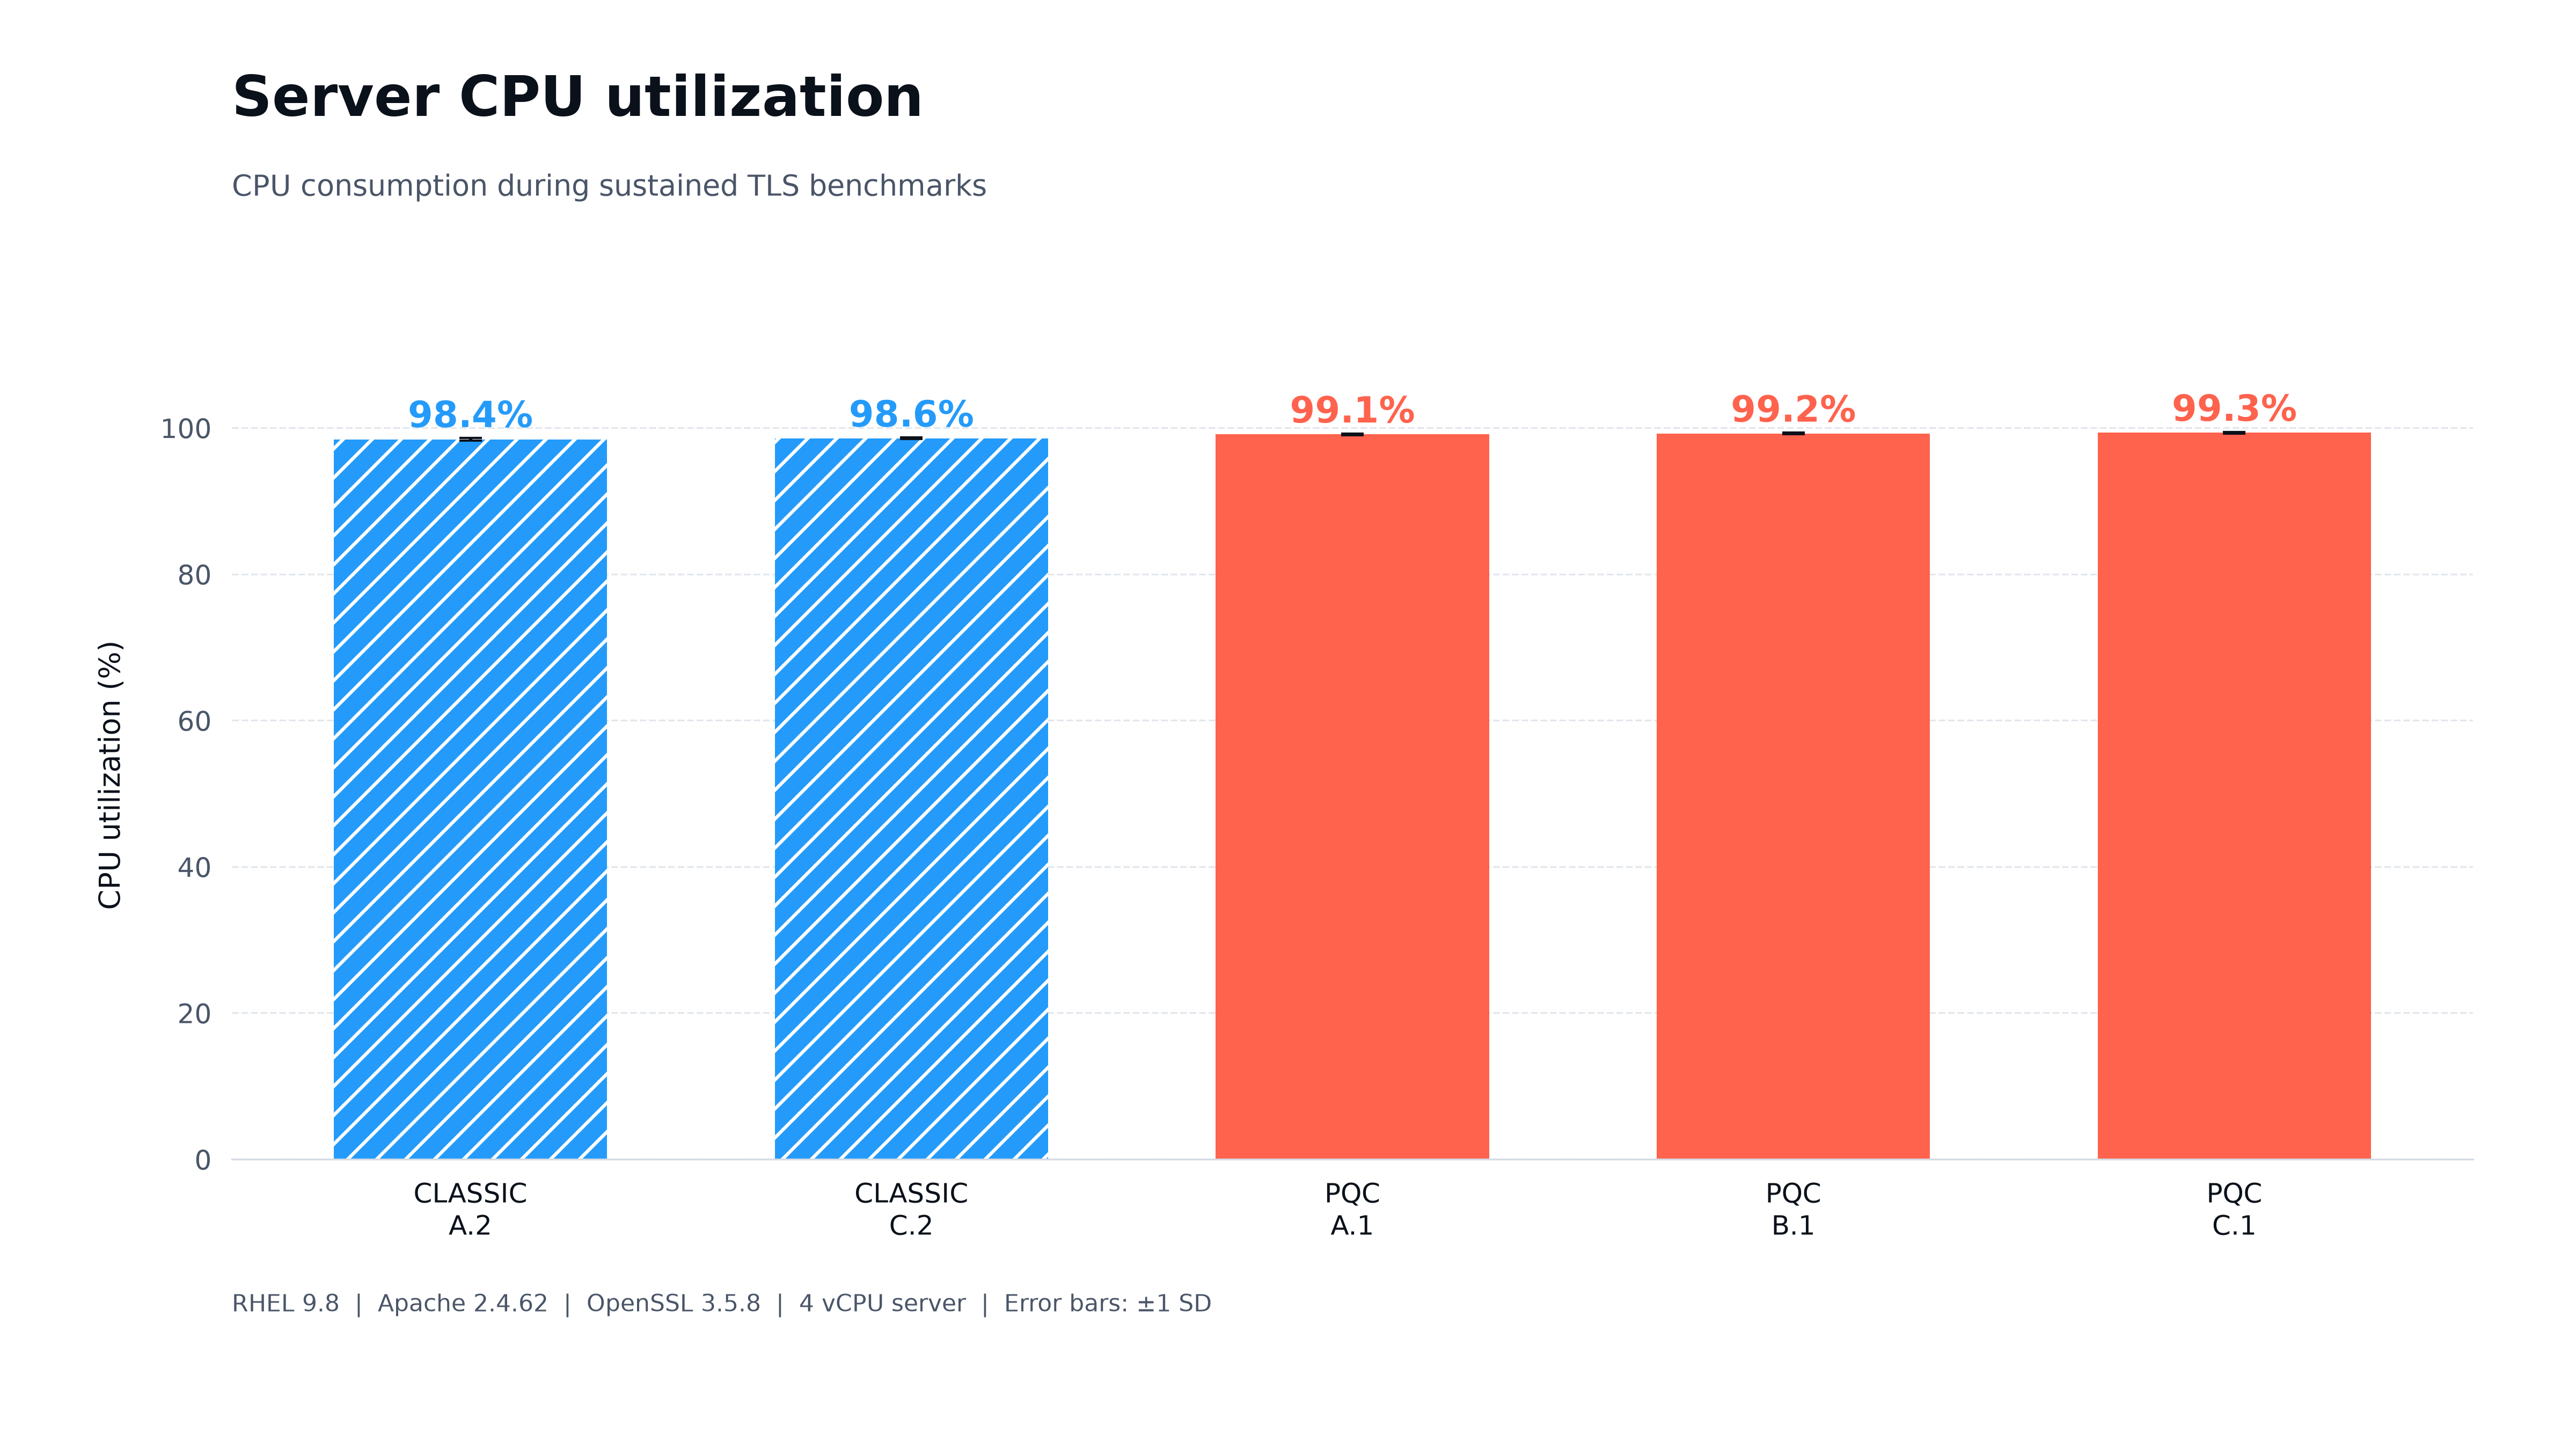 Server CPU utilization
CPU consumption during sustained TLS benchmarks
98.4%
98.6%
99.1%
99.2%
99.3%
100
80
60
40
20
0
CPU utilization (%)
CLASSIC
A.2
CLASSIC
C.2
PQC
A.1
PQC
B.1
PQC
C.1
RHEL 9.8 | Apache 2.4.62 | OpenSSL 3.5.8 | 4 vCPU server | Error bars: ±1 SD